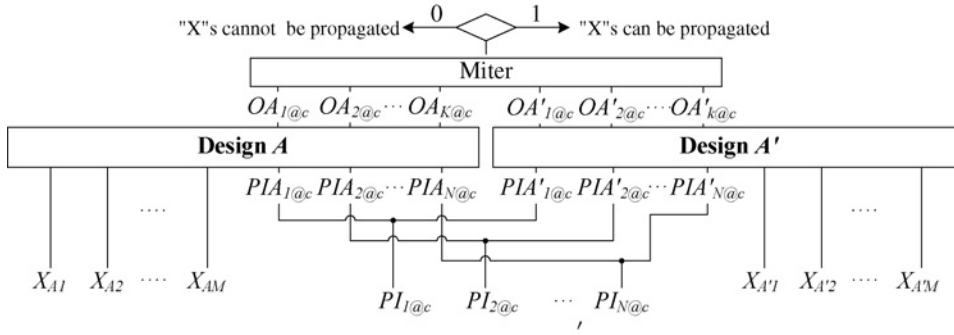 0 1
"X"s cannot be propagated "X"s can be propagated
Miter
OA1@c OA2@c ··· OAK@c OA'1@c OA'2@c ···· OA'k@c
Design A Design A'
PIA1@c PIA2@c ··· PIAN@c PIA'1@c PIA'2@c ··· PIA'N@c
···· ····
XA1 XA2 ···· XAM XA'1 XA'2 ···· XA'M
PI1@c PI2@c ··· PIN@c
'